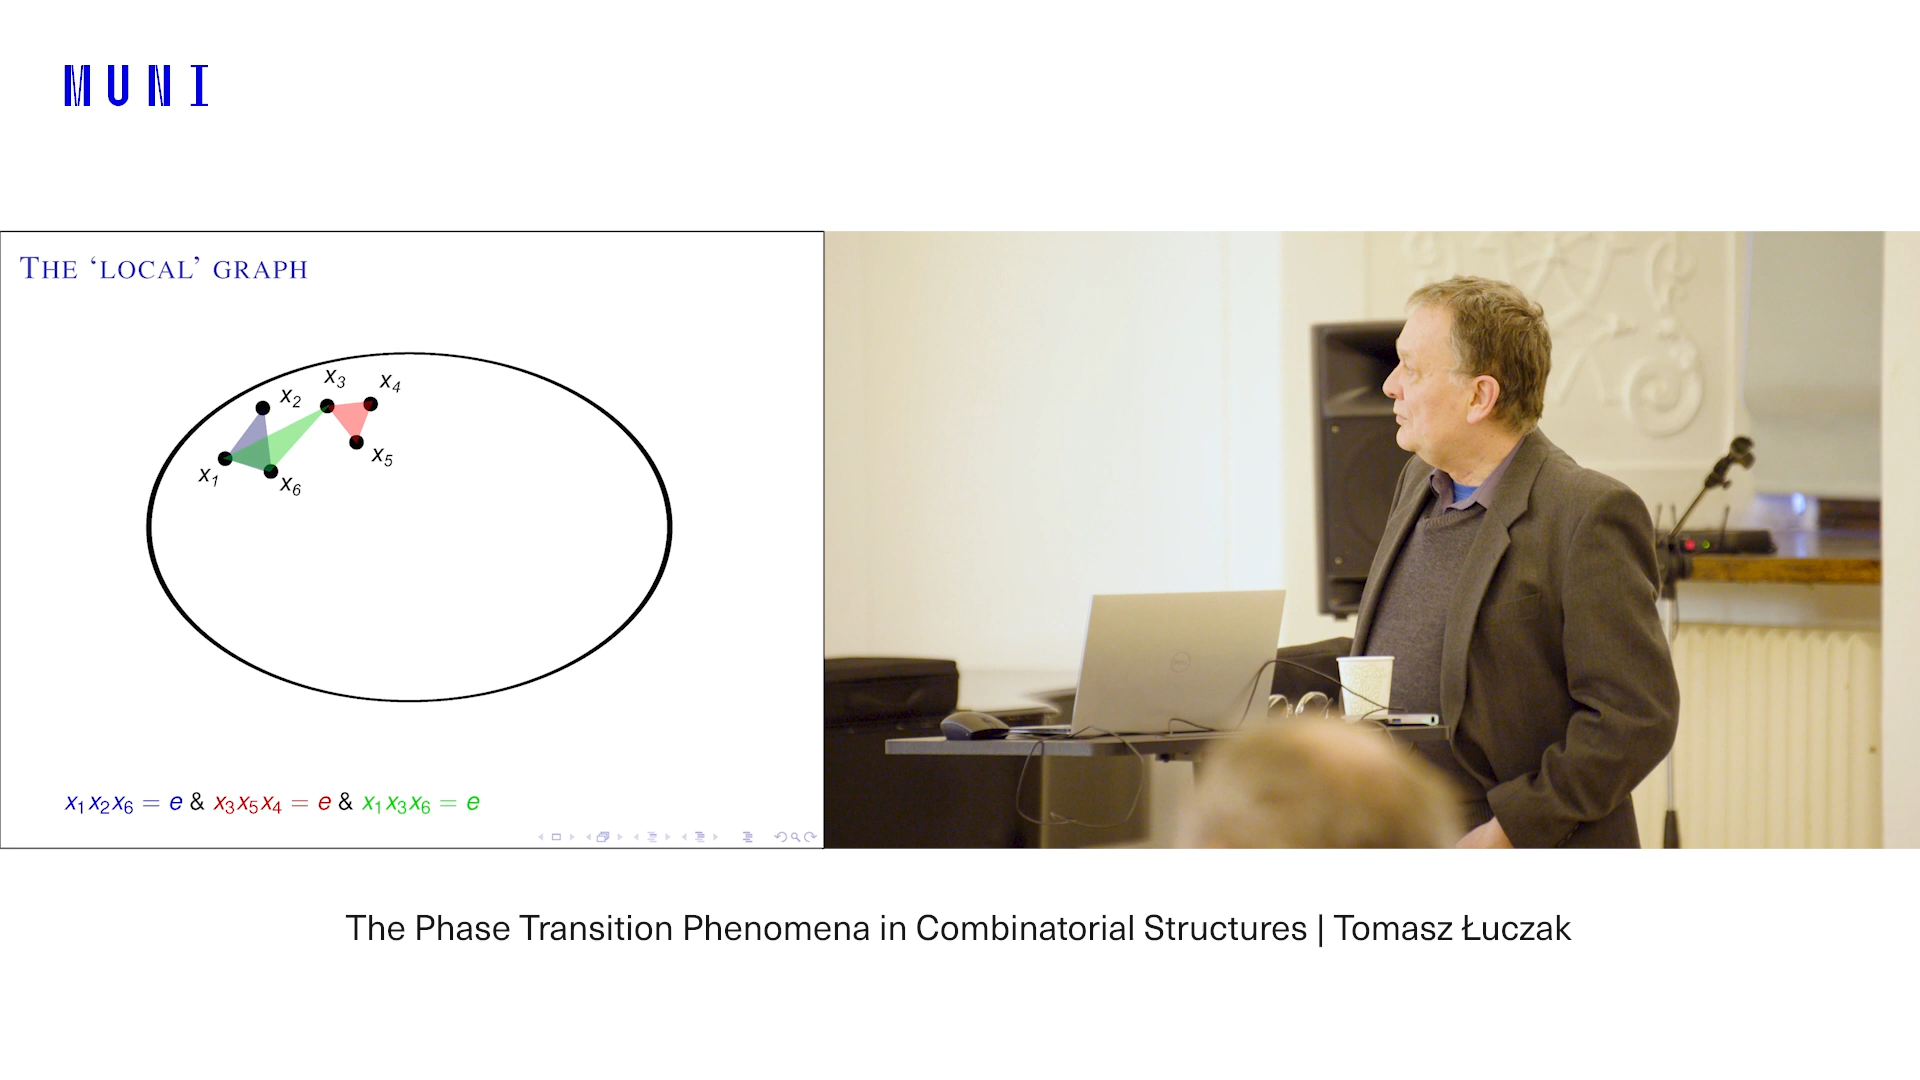 MUNI
THE ‘LOCAL’ GRAPH
x3
x4
x2
x5
x1
x6
x1x2x6 = e & x3x5x4 = e & x1x3x6 = e
The Phase Transition Phenomena in Combinatorial Structures | Tomasz Łuczak